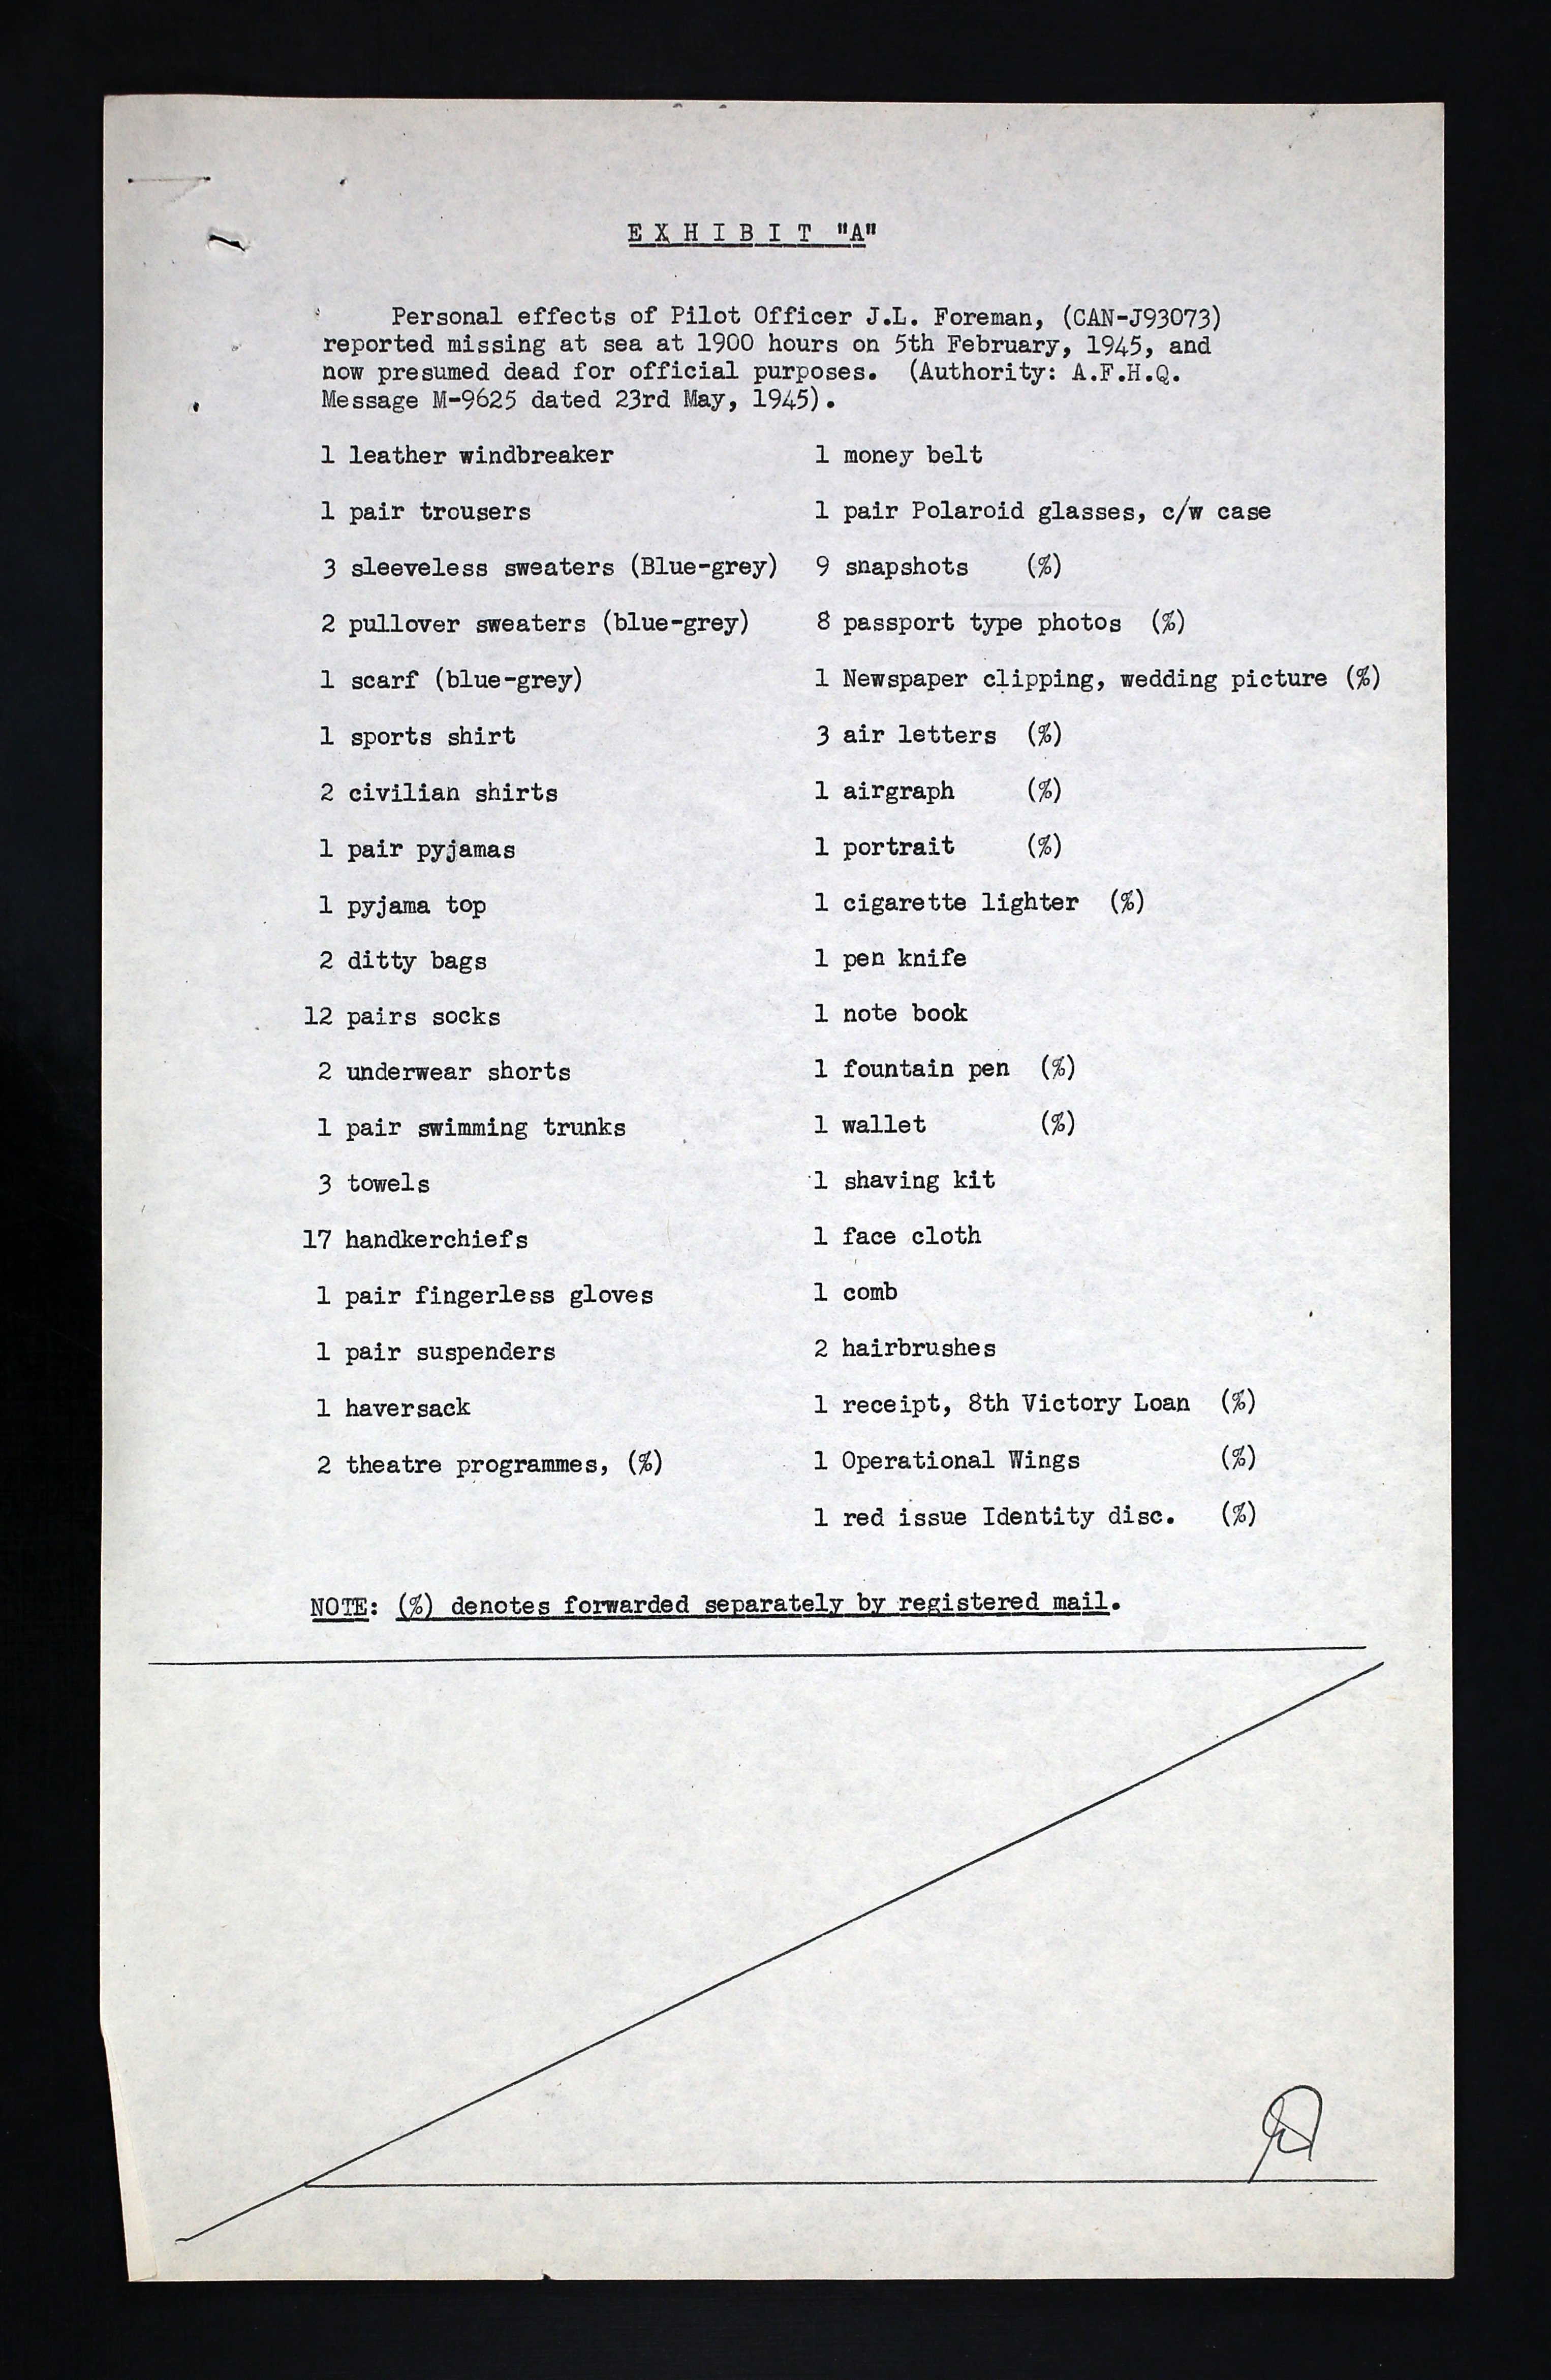 EXHIBIT "A"
Personal effects of Pilot Officer J.L. Foreman, (CAN-J93073)
reported missing at sea at 1900 hours on 5th February, 1945, and
now presumed dead for official purposes. (Authority: A.F.H.Q.
Message M-9625 dated 23rd May, 1945).
1 leather windbreaker
1 pair trousers
3 sleeveless sweaters (Blue-grey)
2 pullover sweaters (blue-grey)
1 scarf (blue-grey)
1 sports shirt
2 civilian shirts
1 pair pyjamas
1 pyjama top
2 ditty bags
12 pairs socks
2 underwear shorts
1 pair swimming trunks
3 towels
17 handkerchiefs
1 pair fingerless gloves
1 pair suspenders
1 haversack
2 theatre programmes, (%)
1 money belt
1 pair Polaroid glasses, c/w case
9 snapshots (%)
8 passport type photos (%)
1 Newspaper clipping, wedding picture (%)
3 air letters (%)
1 airgraph (%)
1 portrait (%)
1 cigarette lighter (%)
1 pen knife
1 note book
1 fountain pen (%)
1 wallet (%)
1 shaving kit
1 face cloth
1 comb
2 hairbrushes
1 receipt, 8th Victory Loan (%)
1 Operational Wings (%)
1 red issue Identity disc. (%)
NOTE: (%) denotes forwarded separately by registered mail.